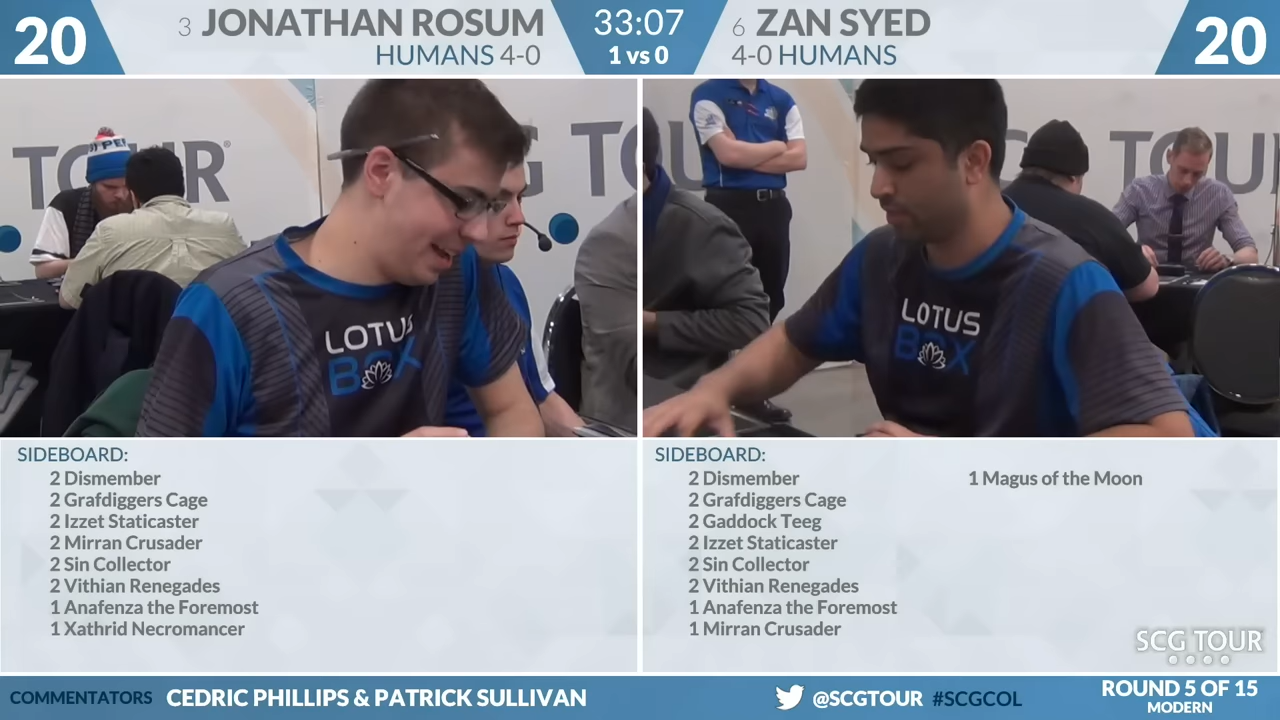 20
3 JONATHAN ROSUM
HUMANS 4-0
33:07
1 vs 0
6 ZAN SYED
4-0 HUMANS
20
TOUR
LOTUS
BOX
LOTUS
BOX
SIDEBOARD:
2 Dismember
2 Grafdiggers Cage
2 Izzet Staticaster
2 Mirran Crusader
2 Sin Collector
2 Vithian Renegades
1 Anafenza the Foremost
1 Xathrid Necromancer
SIDEBOARD:
2 Dismember
2 Grafdiggers Cage
2 Gaddock Teeg
2 Izzet Staticaster
2 Sin Collector
2 Vithian Renegades
1 Anafenza the Foremost
1 Mirran Crusader
1 Magus of the Moon
SCG TOUR
COMMENTATORS CEDRIC PHILLIPS & PATRICK SULLIVAN
@SCGTOUR #SCGCOL
ROUND 5 OF 15
MODERN